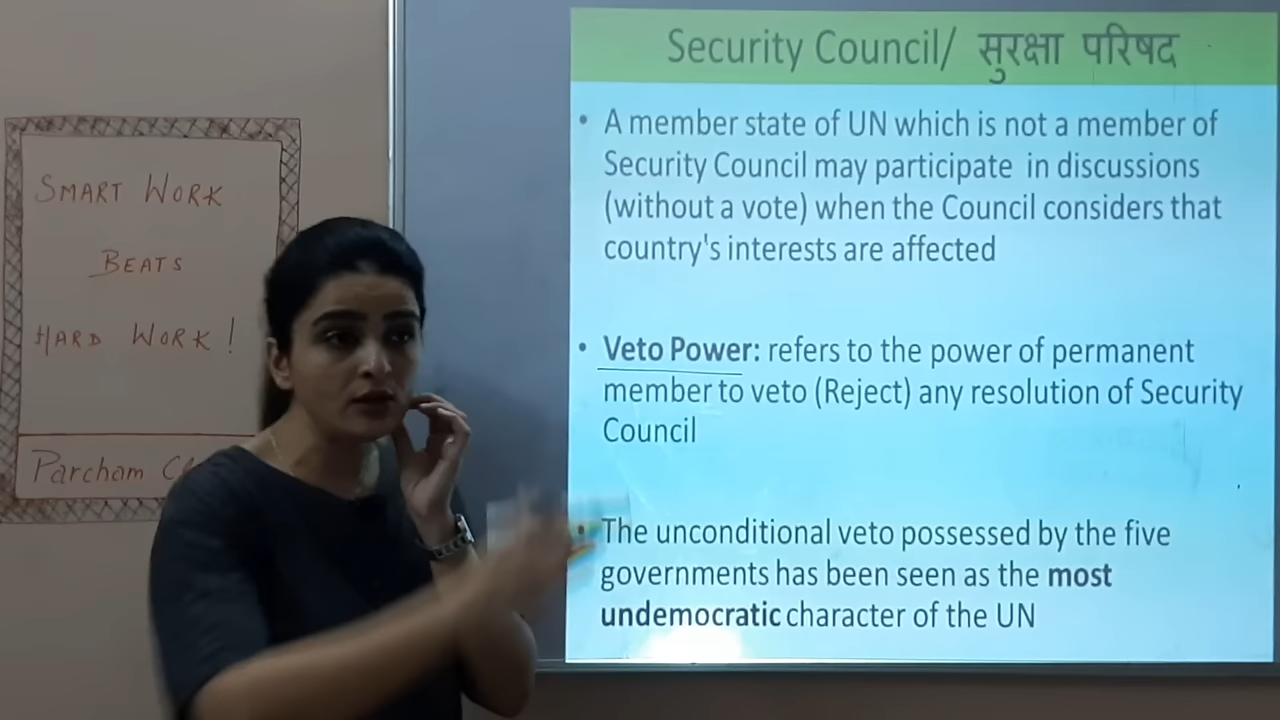 SMART WORK
BEATS
HARD WORK!
Parcham
Security Council/ सुरक्षा परिषद
• A member state of UN which is not a member of
Security Council may participate in discussions
(without a vote) when the Council considers that
country's interests are affected
• Veto Power: refers to the power of permanent
member to veto (Reject) any resolution of Security
Council
The unconditional veto possessed by the five
governments has been seen as the most
undemocratic character of the UN